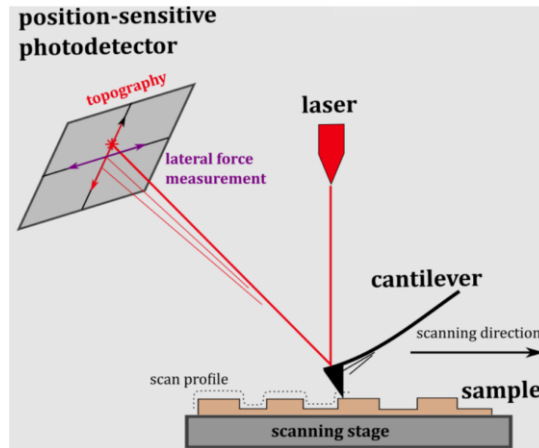 position-sensitive
photodetector
topography
laser
lateral force
measurement
cantilever
scanning direction
scan profile
sample
scanning stage